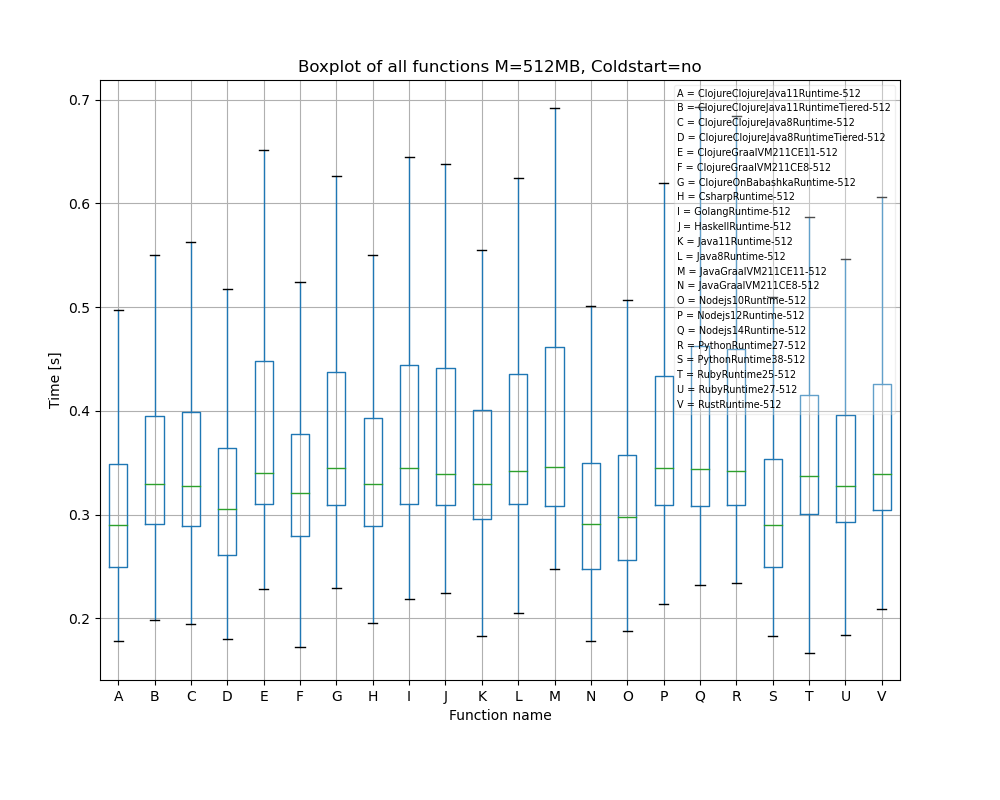 Boxplot of all functions M=512MB, Coldstart=no
0.7
0.6
0.5
0.4
0.3
0.2
Time [s]
A = ClojureClojureJava11Runtime-512
B = ClojureClojureJava11RuntimeTiered-512
C = ClojureClojureJava8Runtime-512
D = ClojureClojureJava8RuntimeTiered-512
E = ClojureGraalVM211CE11-512
F = ClojureGraalVM211CE8-512
G = ClojureOnBabashkaRuntime-512
H = CsharpRuntime-512
I = GolangRuntime-512
J = HaskellRuntime-512
K = Java11Runtime-512
L = Java8Runtime-512
M = JavaGraalVM211CE11-512
N = JavaGraalVM211CE8-512
O = Nodejs10Runtime-512
P = Nodejs12Runtime-512
Q = Nodejs14Runtime-512
R = PythonRuntime27-512
S = PythonRuntime38-512
T = RubyRuntime25-512
U = RubyRuntime27-512
V = RustRuntime-512
A B C D E F G H I J K L M N O P Q R S T U V
Function name